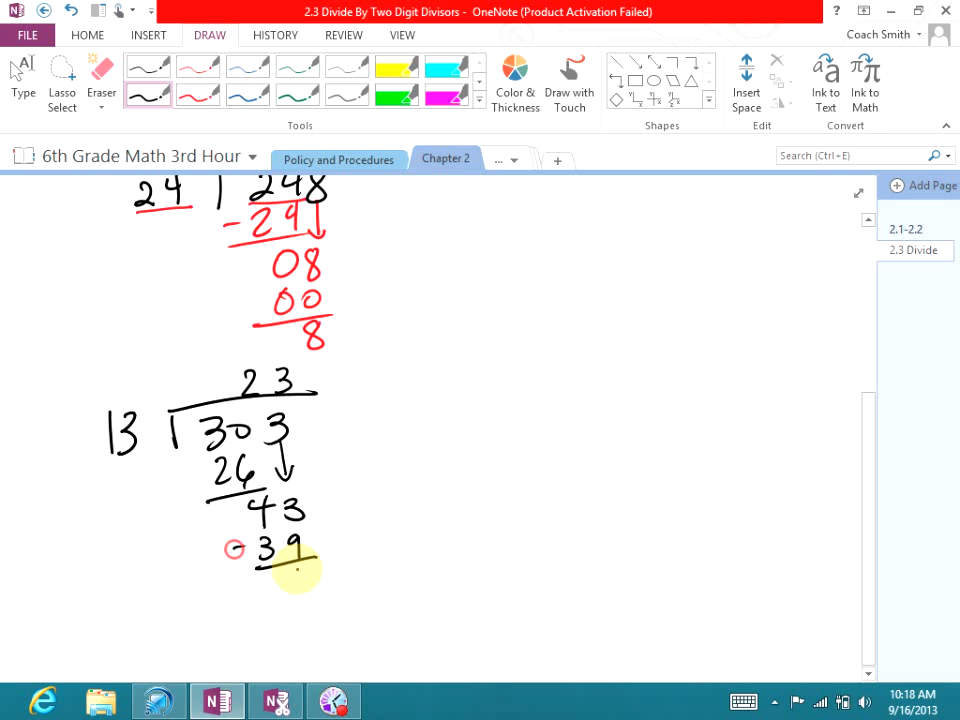 2.3 Divide By Two Digit Divisors - OneNote (Product Activation Failed)
FILE HOME INSERT DRAW HISTORY REVIEW VIEW Coach Smith
Type Lasso Select Eraser Color & Thickness Draw with Touch Insert Space Ink to Text Ink to Math
Tools Shapes Edit Convert
6th Grade Math 3rd Hour Policy and Procedures Chapter 2 ... + Search (Ctrl+E)
Add Page
2.1-2.2
2.3 Divide
24 248
- 24
08
00
8
23
13 303
26
43
- 39
10:18 AM
9/16/2013